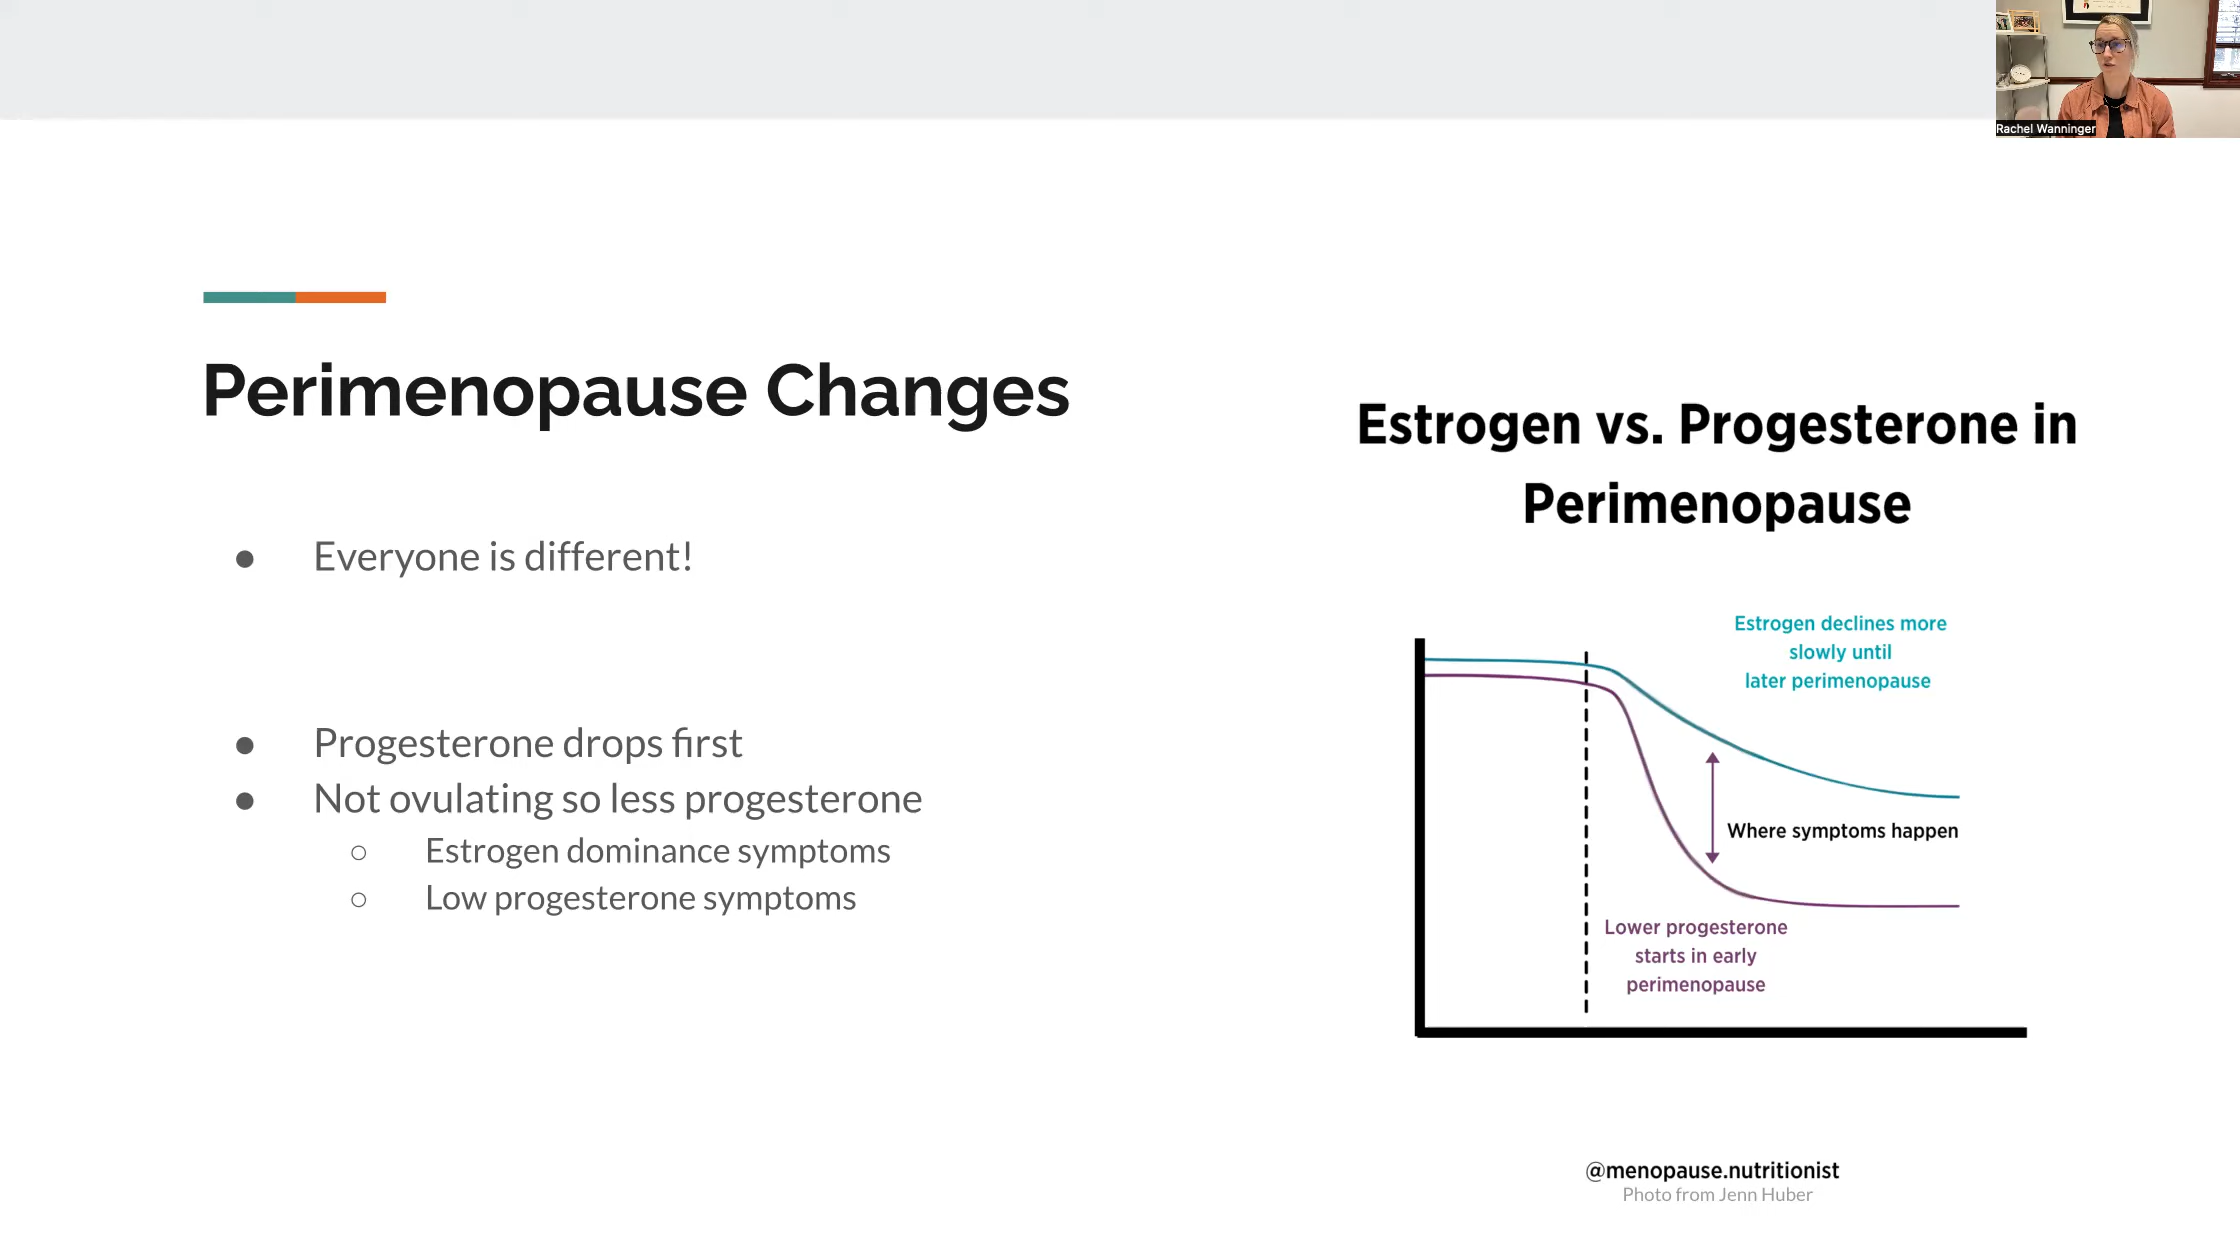 Rachel Wanninger
Perimenopause Changes
● Everyone is different!
● Progesterone drops first
● Not ovulating so less progesterone
○ Estrogen dominance symptoms
○ Low progesterone symptoms
Estrogen vs. Progesterone in
Perimenopause
Estrogen declines more
slowly until
later perimenopause
Where symptoms happen
Lower progesterone
starts in early
perimenopause
@menopause.nutritionist
Photo from Jenn Huber